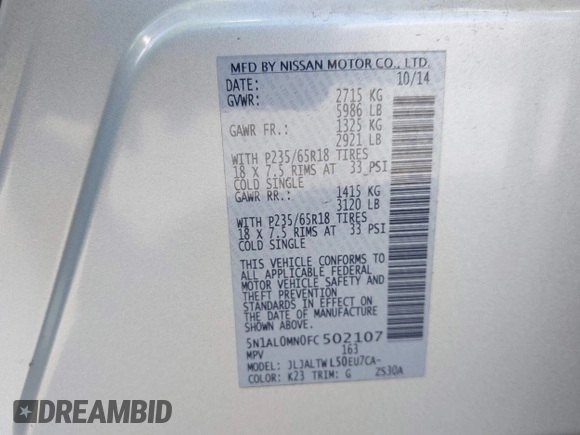 MFD BY NISSAN MOTOR CO., LTD.
DATE: 10/14
GVWR: 2715 KG
5986 LB
GAWR FR.: 1325 KG
2921 LB
WITH P235/65R18 TIRES
18 X 7.5 RIMS AT 33 PSI
COLD SINGLE
GAWR RR.: 1415 KG
3120 LB
WITH P235/65R18 TIRES
18 X 7.5 RIMS AT 33 PSI
COLD SINGLE
THIS VEHICLE CONFORMS TO
ALL APPLICABLE FEDERAL
MOTOR VEHICLE SAFETY AND
THEFT PREVENTION
STANDARDS IN EFFECT ON
THE DATE OF MANUFACTURE
SHOWN ABOVE.
5N1AL0MN0FC502107
MPV 163
MODEL: JLJALTWL50EU7CA-
COLOR: K23 TRIM: G ZS30A
DREAMBID